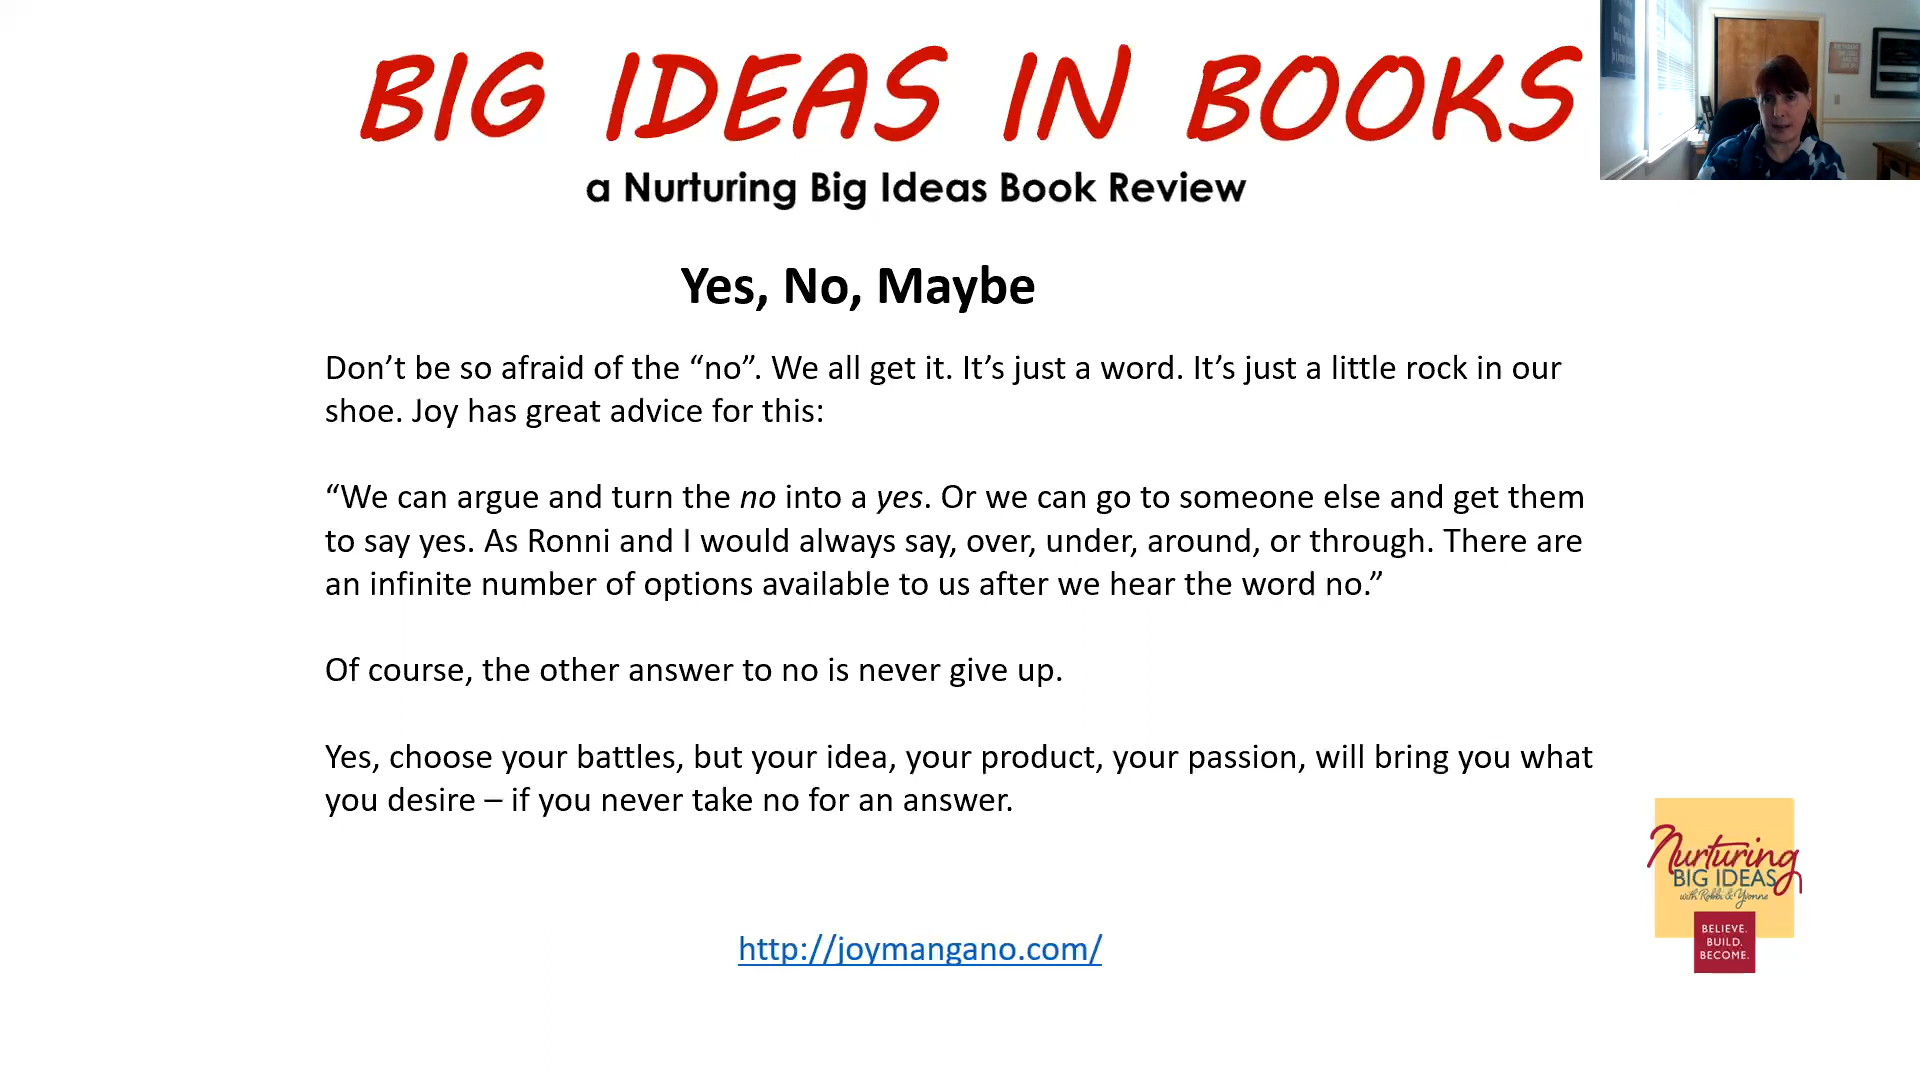 BIG IDEAS IN BOOKS
a Nurturing Big Ideas Book Review
Yes, No, Maybe
Don’t be so afraid of the “no”. We all get it. It’s just a word. It’s just a little rock in our
shoe. Joy has great advice for this:
“We can argue and turn the no into a yes. Or we can go to someone else and get them
to say yes. As Ronni and I would always say, over, under, around, or through. There are
an infinite number of options available to us after we hear the word no.”
Of course, the other answer to no is never give up.
Yes, choose your battles, but your idea, your product, your passion, will bring you what
you desire – if you never take no for an answer.
Nurturing
BIG IDEAS
with Robbi & Yvonne
BELIEVE.
BUILD.
BECOME.
http://joymangano.com/